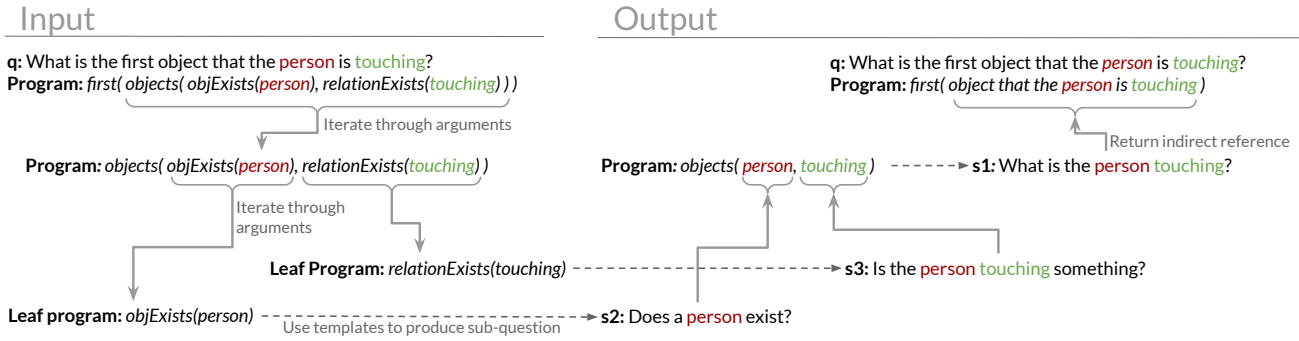 Input
q: What is the first object that the person is touching?
Program: first( objects( objExists(person), relationExists(touching) ) )
Iterate through arguments
Program: objects( objExists(person), relationExists(touching) )
Iterate through
arguments
Leaf Program: relationExists(touching)
Leaf program: objExists(person)
Use templates to produce sub-question
Output
q: What is the first object that the person is touching?
Program: first( object that the person is touching )
Return indirect reference
Program: objects( person, touching )
s1: What is the person touching?
s3: Is the person touching something?
s2: Does a person exist?